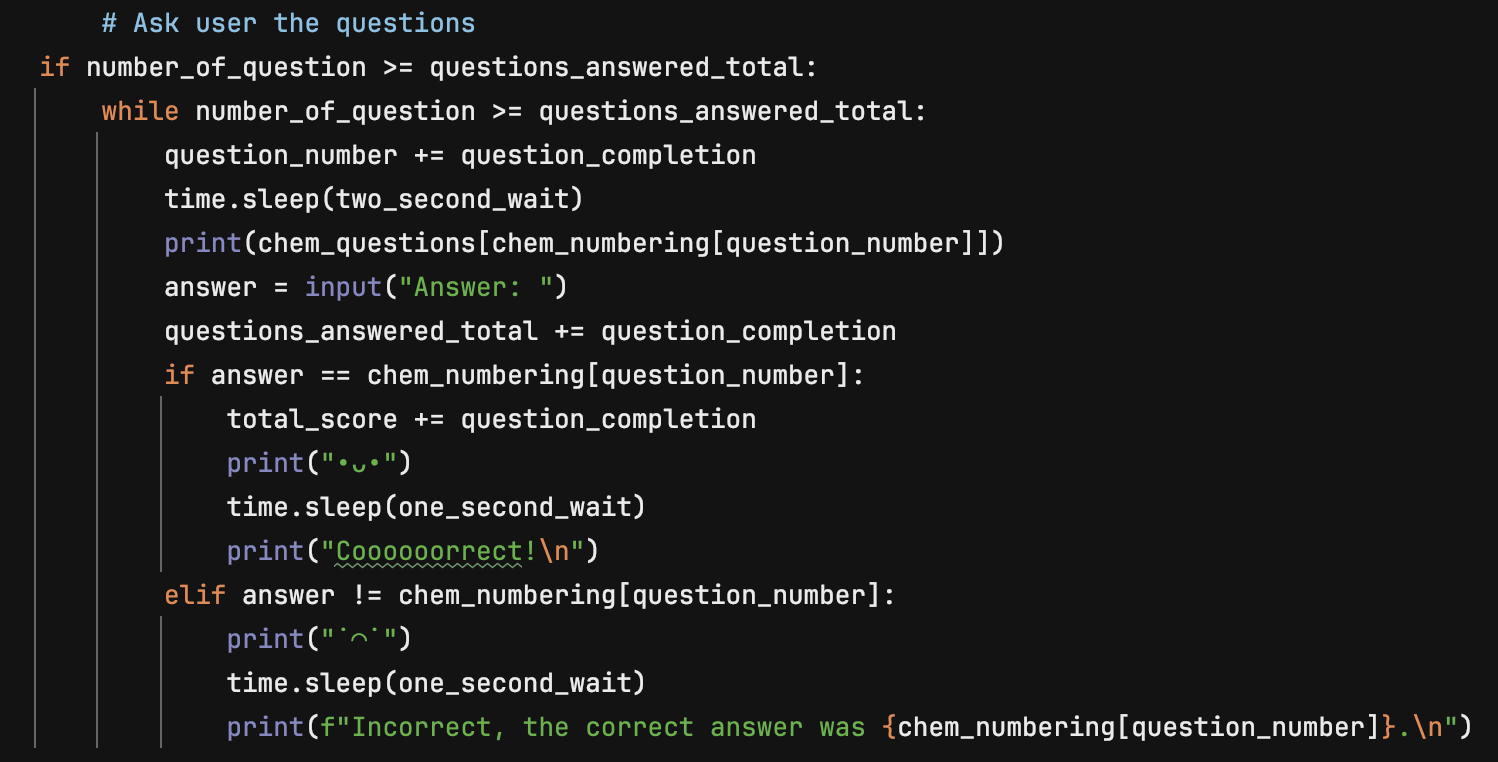 # Ask user the questions
if number_of_question >= questions_answered_total:
while number_of_question >= questions_answered_total:
question_number += question_completion
time.sleep(two_second_wait)
print(chem_questions[chem_numbering[question_number]])
answer = input("Answer: ")
questions_answered_total += question_completion
if answer == chem_numbering[question_number]:
total_score += question_completion
print("•ᴗ•")
time.sleep(one_second_wait)
print("Coooooorrect!\n")
elif answer != chem_numbering[question_number]:
print("˙◠˙")
time.sleep(one_second_wait)
print(f"Incorrect, the correct answer was {chem_numbering[question_number]}.\n")